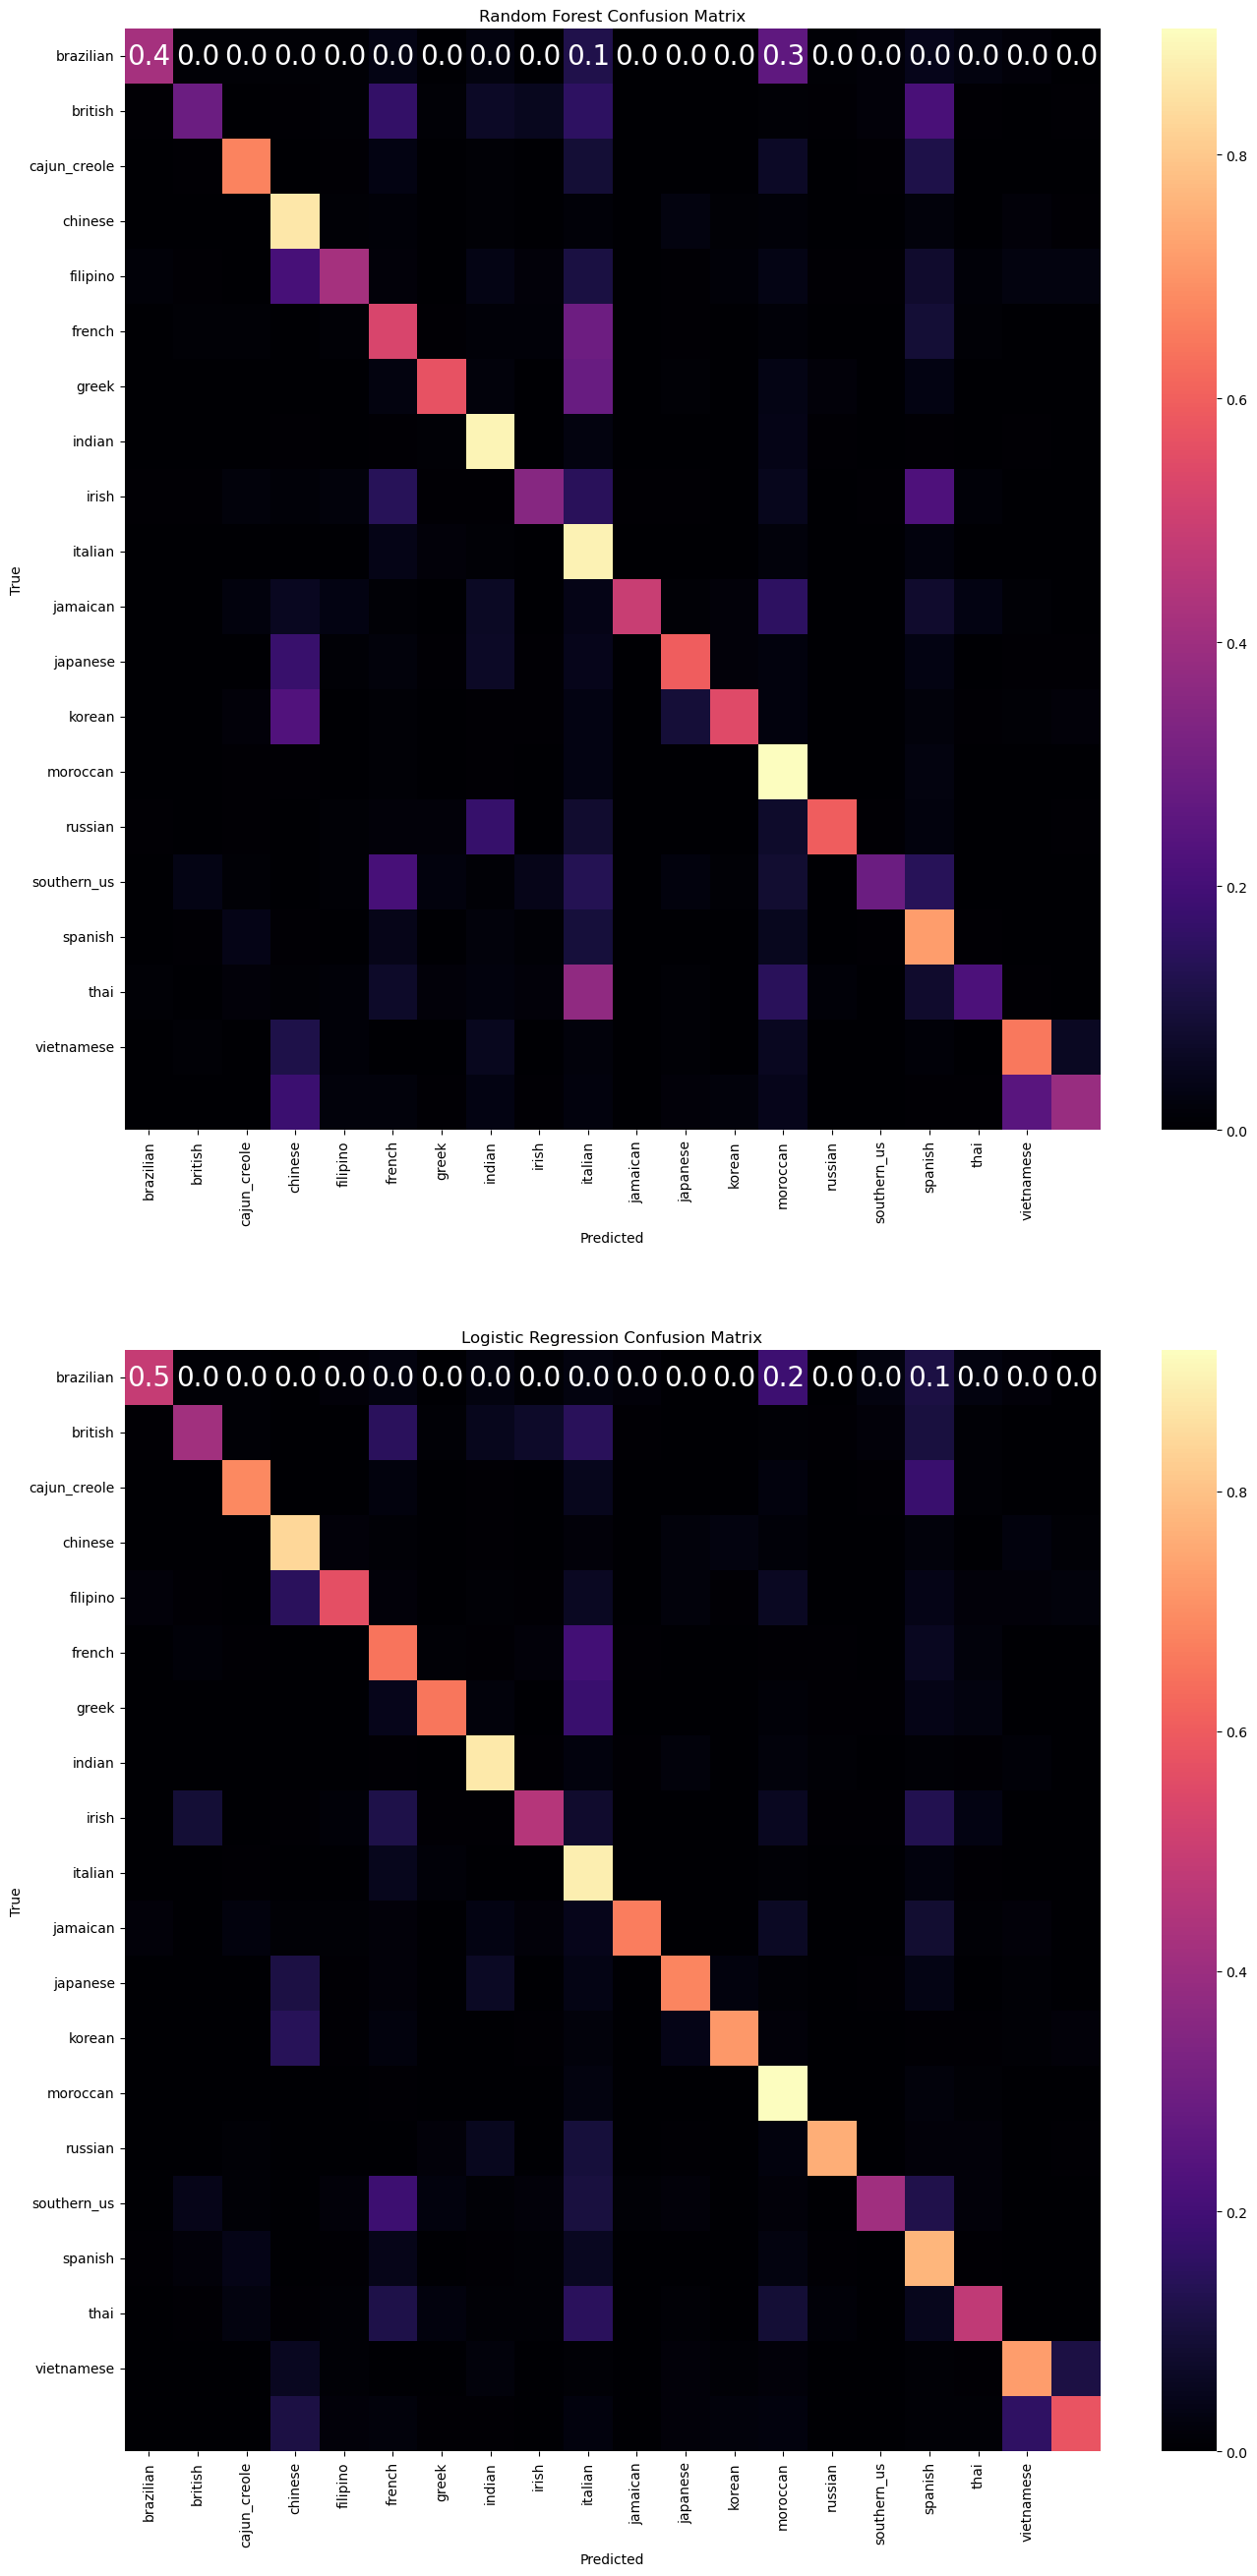 Random Forest Confusion Matrix
brazilian 0.4 0.0 0.0 0.0 0.0 0.0 0.0 0.0 0.0 0.1 0.0 0.0 0.0 0.3 0.0 0.0 0.0 0.0 0.0 0.0
british
cajun_creole
chinese
filipino
french
greek
indian
irish
italian
jamaican
japanese
korean
moroccan
russian
southern_us
spanish
thai
vietnamese
True
brazilian british cajun_creole chinese filipino french greek indian irish italian jamaican japanese korean moroccan russian southern_us spanish thai vietnamese
Predicted
0.8
0.6
0.4
0.2
0.0
Logistic Regression Confusion Matrix
brazilian 0.5 0.0 0.0 0.0 0.0 0.0 0.0 0.0 0.0 0.0 0.0 0.0 0.0 0.2 0.0 0.0 0.1 0.0 0.0 0.0
british
cajun_creole
chinese
filipino
french
greek
indian
irish
italian
jamaican
japanese
korean
moroccan
russian
southern_us
spanish
thai
vietnamese
True
brazilian british cajun_creole chinese filipino french greek indian irish italian jamaican japanese korean moroccan russian southern_us spanish thai vietnamese
Predicted
0.8
0.6
0.4
0.2
0.0